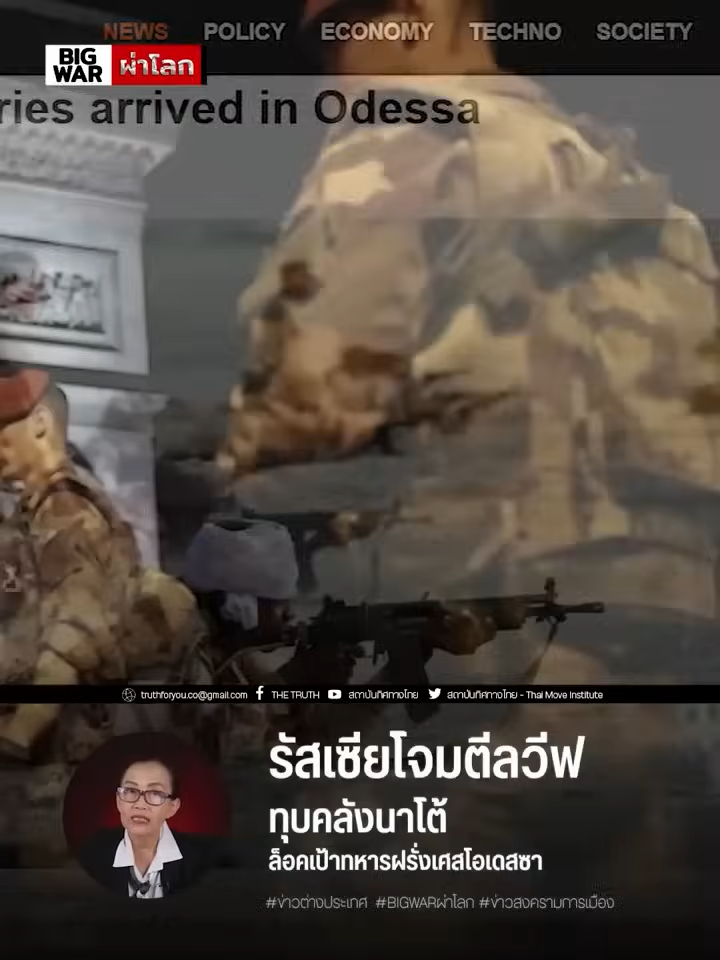 NEWS POLICY ECONOMY TECHNO SOCIETY
BIG WAR ผ่าโลก
ries arrived in Odessa
truthforyou.co@gmail.com THE TRUTH สถาบันทิศทางไทย สถาบันทิศทางไทย - Thai Move Institute
รัสเซียโจมตีลวีฟ
ทุบคลังนาโต้
ล็อคเป้าทหารฝรั่งเศสโอเดสซา
#ข่าวต่างประเทศ #BIGWARผ่าโลก #ข่าวสงครามการเมือง